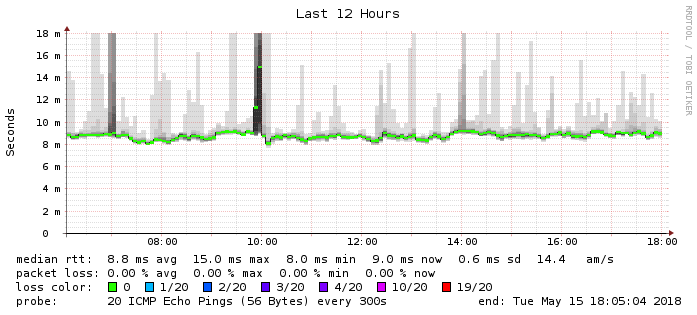 Last 12 Hours
RRDTOOL / TOBI OETIKER
Seconds
18 m
16 m
14 m
12 m
10 m
8 m
6 m
4 m
2 m
0
08:00 10:00 12:00 14:00 16:00 18:00
median rtt: 8.8 ms avg 15.0 ms max 8.0 ms min 9.0 ms now 0.6 ms sd 14.4 am/s
packet loss: 0.00 % avg 0.00 % max 0.00 % min 0.00 % now
loss color: 0 1/20 2/20 3/20 4/20 10/20 19/20
probe: 20 ICMP Echo Pings (56 Bytes) every 300s end: Tue May 15 18:05:04 2018